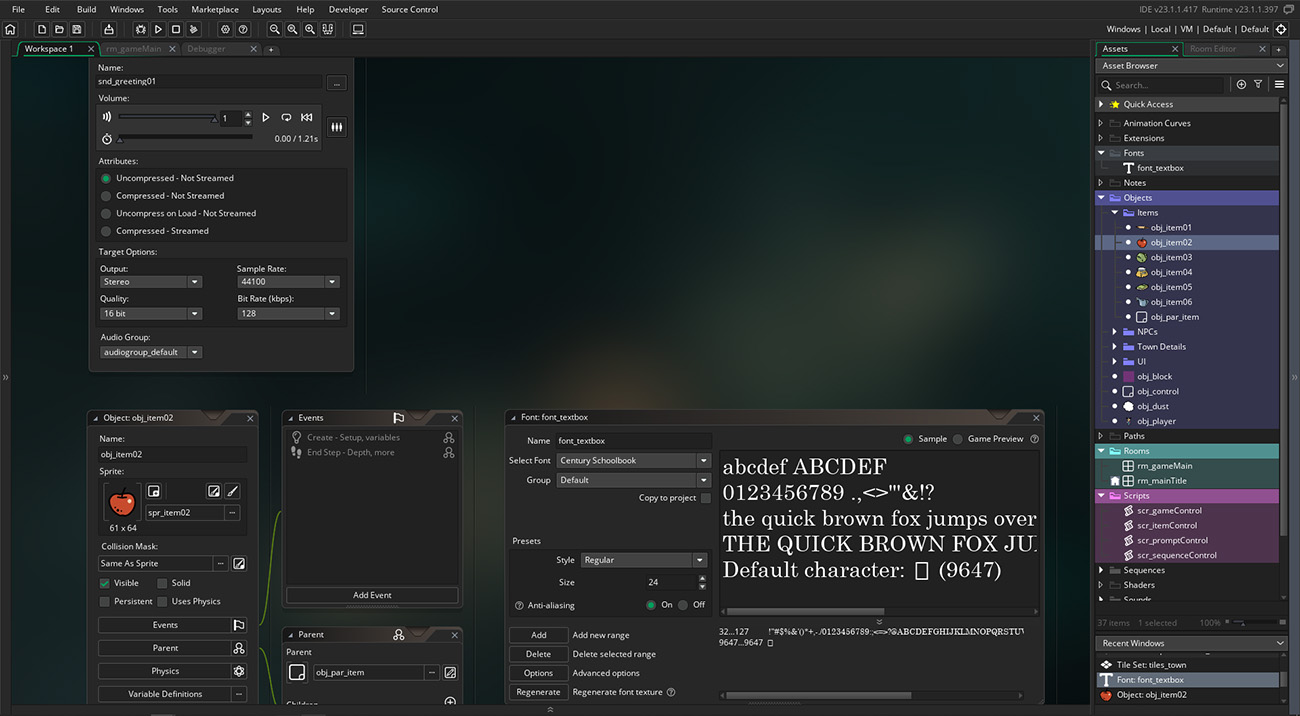 File Edit Build Windows Tools Marketplace Layouts Help Developer Source Control
IDE v23.1.1.417 Runtime v23.1.1.397
Windows | Local | VM | Default | Default
Workspace 1
rm_gameMain
Debugger
Name:
snd_greeting01
...
Volume:
1
0.00 / 1.21s
Attributes:
Uncompressed - Not Streamed
Compressed - Not Streamed
Uncompress on Load - Not Streamed
Compressed - Streamed
Target Options:
Output:
Sample Rate:
Stereo
44100
Quality:
Bit Rate (kbps):
16 bit
128
Audio Group:
audiogroup_default
Object: obj_item02
Name:
obj_item02
Sprite:
spr_item02
...
61 x 64
Collision Mask:
Same As Sprite
...
Visible
Solid
Persistent
Uses Physics
Events
Parent
Physics
Variable Definitions
...
Events
Create - Setup, variables
End Step - Depth, more
Add Event
Parent
Parent
obj_par_item
...
Font: font_textbox
Name
font_textbox
Select Font
Century Schoolbook
Group
Default
Copy to project
Presets
Style
Regular
Size
24
Anti-aliasing
On
Off
Add
Add new range
Delete
Delete selected range
Options
Advanced options
Regenerate
Regenerate font texture
Sample
Game Preview
abcdef ABCDEF
0123456789 .,<>"'&!?
the quick brown fox jumps over
THE QUICK BROWN FOX JU
Default character: ▯ (9647)
32...127 !"#$%&'()*+,-./0123456789:;<=>?@ABCDEFGHIJKLMNOPQRSTUV
9647...9647 ▯
Assets
Room Editor
Asset Browser
Search...
Quick Access
Animation Curves
Extensions
Fonts
font_textbox
Notes
Objects
Items
obj_item01
obj_item02
obj_item03
obj_item04
obj_item05
obj_item06
obj_par_item
NPCs
Town Details
UI
obj_block
obj_control
obj_dust
obj_player
Paths
Rooms
rm_gameMain
rm_mainTitle
Scripts
scr_gameControl
scr_itemControl
scr_promptControl
scr_sequenceControl
Sequences
Shaders
Sounds
37 items 1 selected 100%
Recent Windows
Tile Set: tiles_town
Font: font_textbox
Object: obj_item02